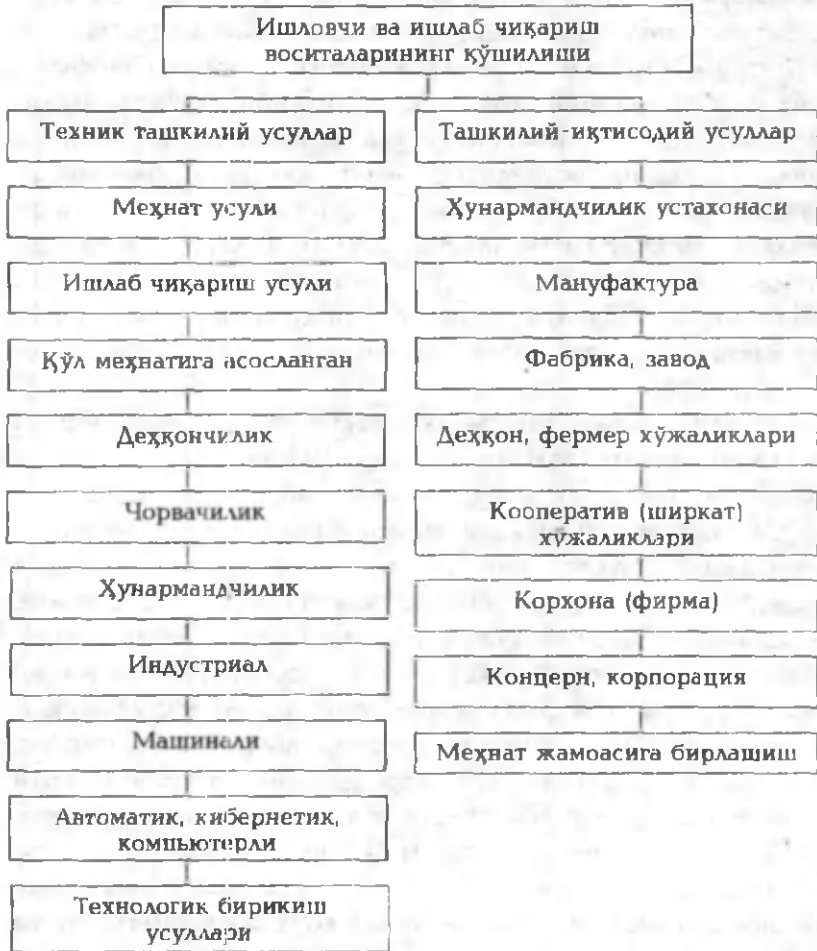 Ишловчи ва ишлаб чиқариш
воситаларининг қўшилиши
Техник ташкилий усуллар
Меҳнат усули
Ишлаб чиқариш усули
Қўл меҳнатига асосланган
Деҳқончилик
Чорвачилик
Ҳунармандчилик
Индустриал
Машинали
Автоматик, кибернетик,
компьютерли
Технологик бирикиш
усуллари
Ташкилий-иқтисодий усуллар
Ҳунармандчилик устахонаси
Мануфактура
Фабрика, завод
Деҳқон, фермер хўжаликлари
Кооператив (ширкат)
хўжаликлари
Корхона (фирма)
Концерн, корпорация
Меҳнат жамоасига бирлашиш